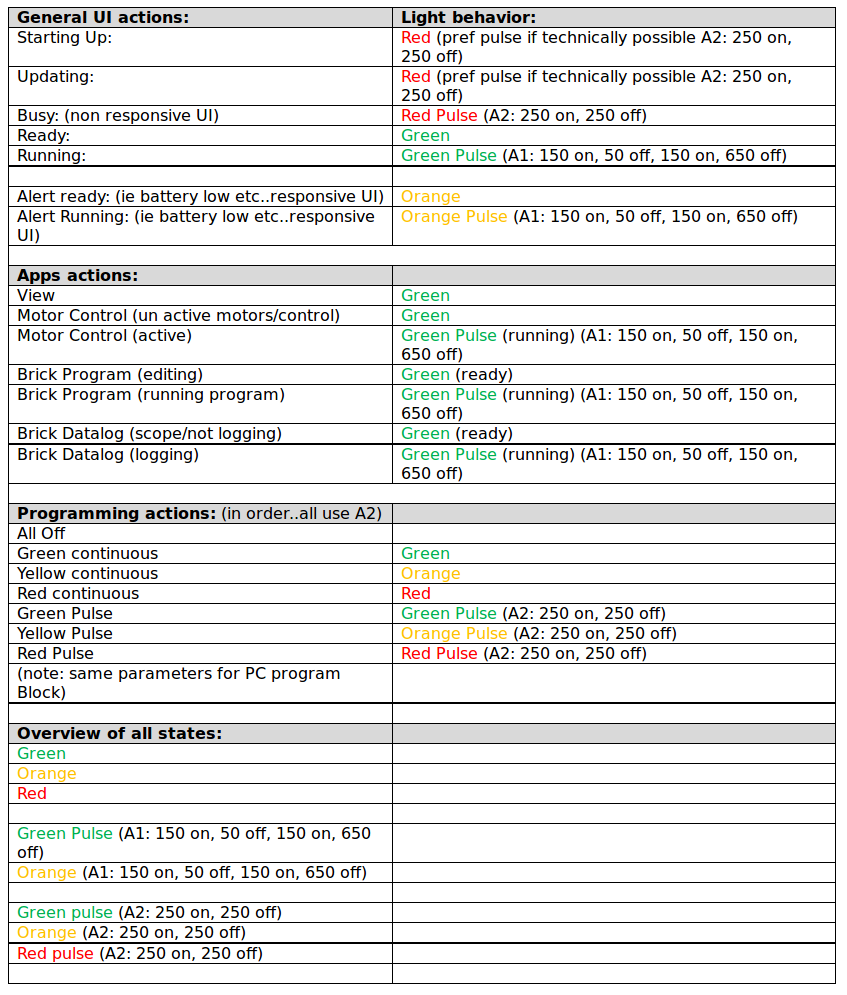 General UI actions: Light behavior:
Starting Up: Red (pref pulse if technically possible A2: 250 on,
250 off)
Updating: Red (pref pulse if technically possible A2: 250 on,
250 off)
Busy: (non responsive UI) Red Pulse (A2: 250 on, 250 off)
Ready: Green
Running: Green Pulse (A1: 150 on, 50 off, 150 on, 650 off)
Alert ready: (ie battery low etc..responsive UI) Orange
Alert Running: (ie battery low etc..responsive Orange Pulse (A1: 150 on, 50 off, 150 on, 650 off)
UI)
Apps actions:
View Green
Motor Control (un active motors/control) Green
Motor Control (active) Green Pulse (running) (A1: 150 on, 50 off, 150 on,
650 off)
Brick Program (editing) Green (ready)
Brick Program (running program) Green Pulse (running) (A1: 150 on, 50 off, 150 on,
650 off)
Brick Datalog (scope/not logging) Green (ready)
Brick Datalog (logging) Green Pulse (running) (A1: 150 on, 50 off, 150 on,
650 off)
Programming actions: (in order..all use A2)
All Off
Green continuous Green
Yellow continuous Orange
Red continuous Red
Green Pulse Green Pulse (A2: 250 on, 250 off)
Yellow Pulse Orange Pulse (A2: 250 on, 250 off)
Red Pulse Red Pulse (A2: 250 on, 250 off)
(note: same parameters for PC program
Block)
Overview of all states:
Green
Orange
Red
Green Pulse (A1: 150 on, 50 off, 150 on, 650
off)
Orange (A1: 150 on, 50 off, 150 on, 650 off)
Green pulse (A2: 250 on, 250 off)
Orange (A2: 250 on, 250 off)
Red pulse (A2: 250 on, 250 off)